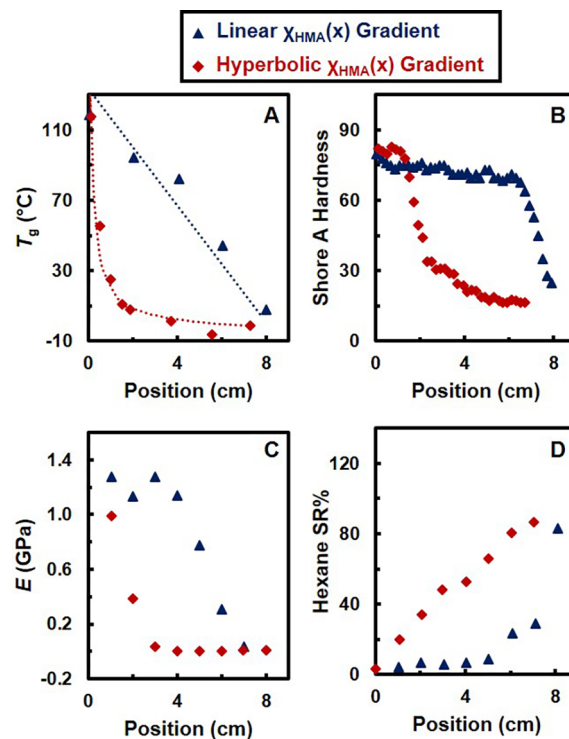 Linear χHMA(x) Gradient
Hyperbolic χHMA(x) Gradient
A
110
70
30
-10
Tg (°C)
0
4
8
Position (cm)
B
90
60
30
0
Shore A Hardness
0
4
8
Position (cm)
C
1.4
1.0
0.6
0.2
-0.2
E (GPa)
0
4
8
Position (cm)
D
120
80
40
0
Hexane SR%
0
4
8
Position (cm)